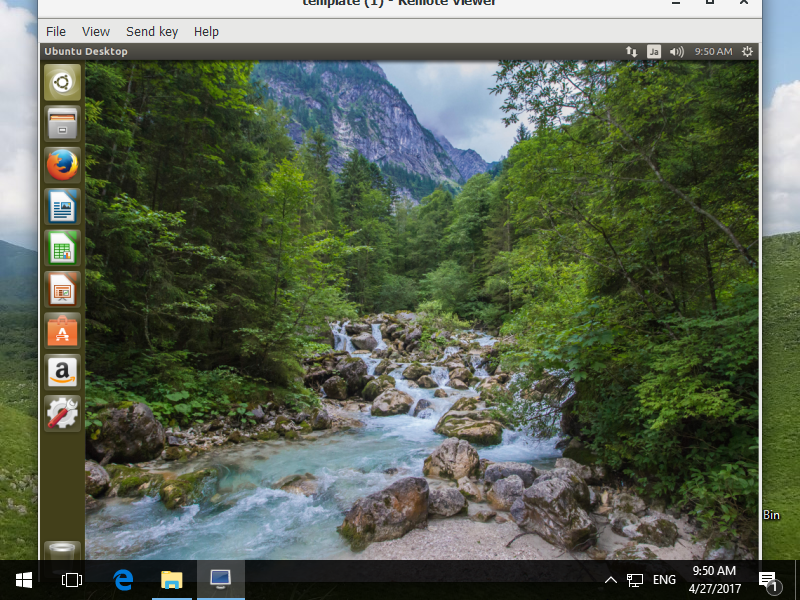 template (1) - Remote Viewer
File View Send key Help
Ubuntu Desktop
Ja
9:50 AM
a
Bin
ENG
9:50 AM
4/27/2017
1